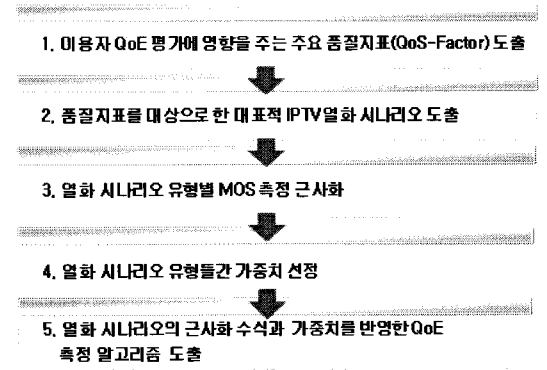 1. 이용자 QoE 평가에 영향을 주는 주요 품질지표(QoS-Factor) 도출
2. 품질지표를 대상으로 한 대표적 IPTV 열화 시나리오 도출
3. 열화 시나리오 유형별 MOS 측정 근사화
4. 열화 시나리오 유형들간 가중치 선정
5. 열화 시나리오의 근사화 수식과 가중치를 반영한 QoE
측정 알고리즘 도출